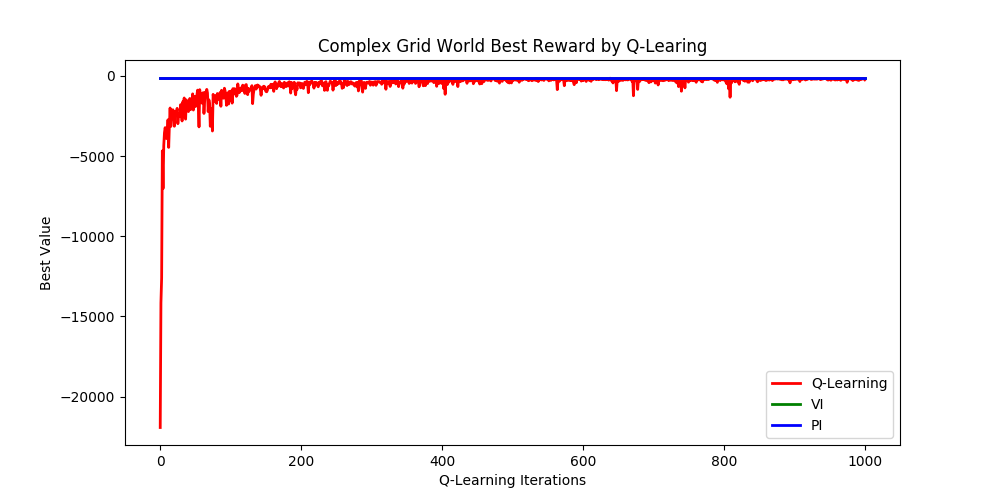 Complex Grid World Best Reward by Q-Learing
0
−5000
−10000
−15000
−20000
Best Value
0
200
400
600
800
1000
Q-Learning Iterations
Q-Learning
VI
PI